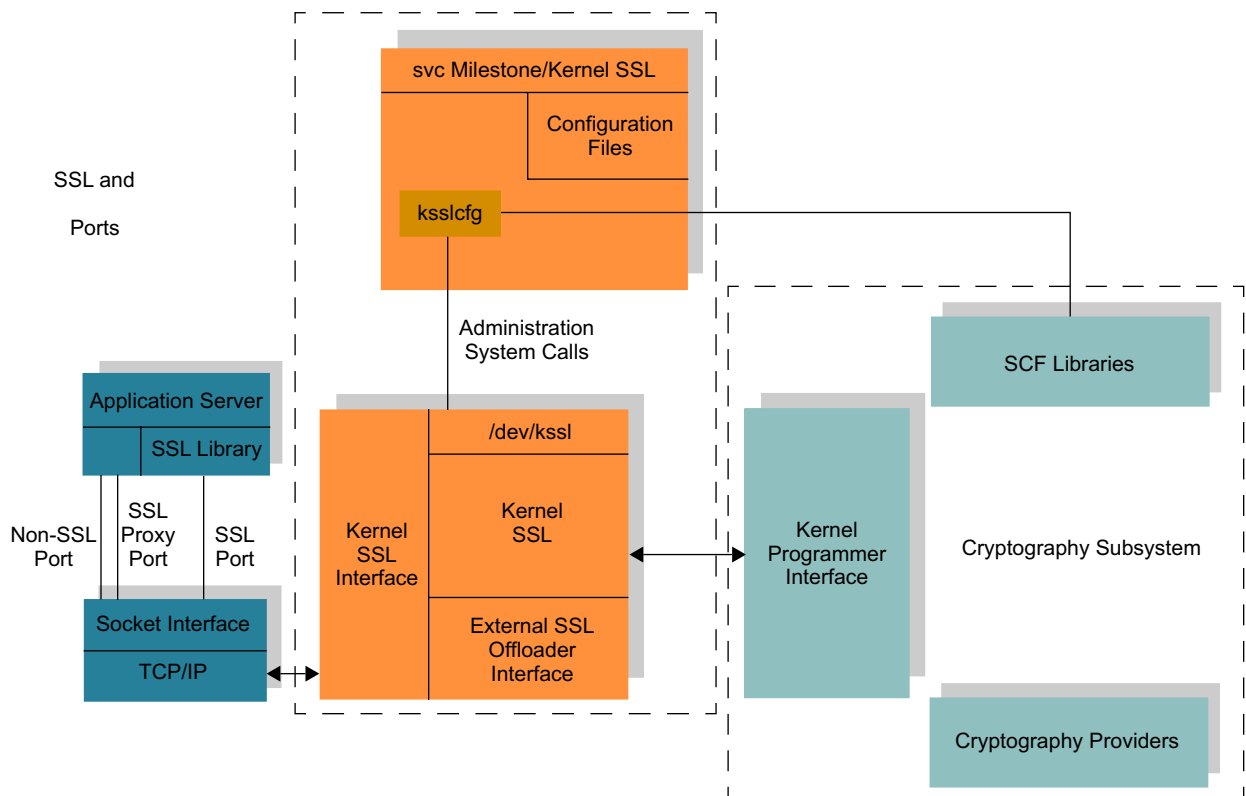 svc Milestone/Kernel SSL
Configuration
Files
SSL and
Ports
ksslcfg
Administration
System Calls
SCF Libraries
Application Server
SSL Library
/dev/kssl
Non-SSL
Port
SSL
Proxy
Port
SSL
Port
Kernel
SSL
Interface
Kernel
SSL
Kernel
Programmer
Interface
Cryptography Subsystem
Socket Interface
TCP/IP
External SSL
Offloader
Interface
Cryptography Providers